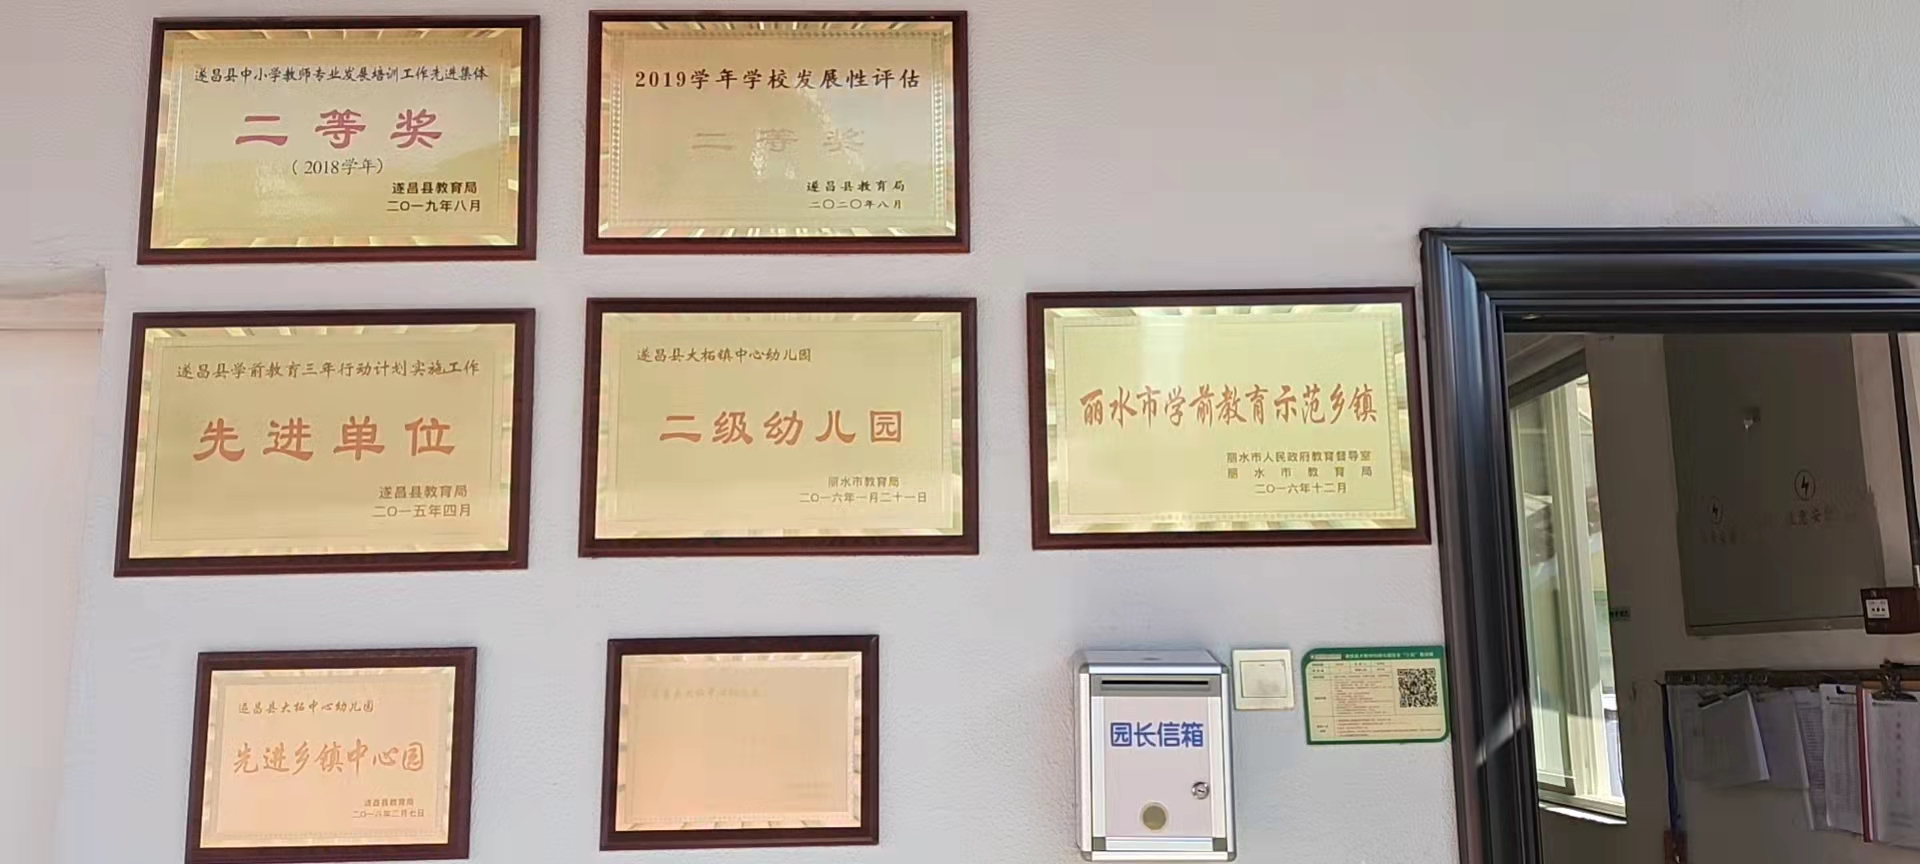 遂昌县中小学教师专业发展培训工作先进集体
二等奖
（2018学年）
遂昌县教育局
二〇一九年八月
2019学年学校发展性评估
二等奖
遂昌县教育局
二〇二〇年八月
遂昌县学前教育三年行动计划实施工作
先进单位
遂昌县教育局
二〇一五年四月
遂昌县大柘镇中心幼儿园
二级幼儿园
丽水市教育局
二〇一六年一月二十一日
丽水市学前教育示范乡镇
丽水市人民政府教育督导室
丽水市教育局
二〇一六年十二月
遂昌县大柘中心幼儿园
先进乡镇中心园
遂昌县教育局
园长信箱